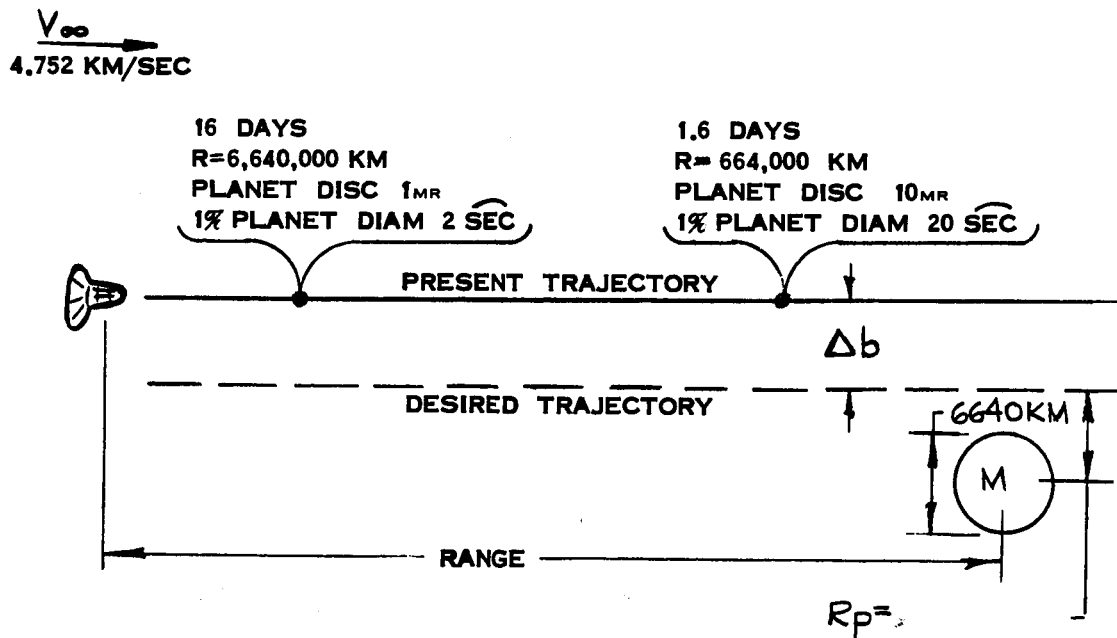 V∞
4.752 KM/SEC
16 DAYS
R=6,640,000 KM
PLANET DISC 1MR
1% PLANET DIAM 2 SEC
1.6 DAYS
R= 664,000 KM
PLANET DISC 10MR
1% PLANET DIAM 20 SEC
PRESENT TRAJECTORY
Δb
DESIRED TRAJECTORY
6640KM
M
RANGE
Rp=